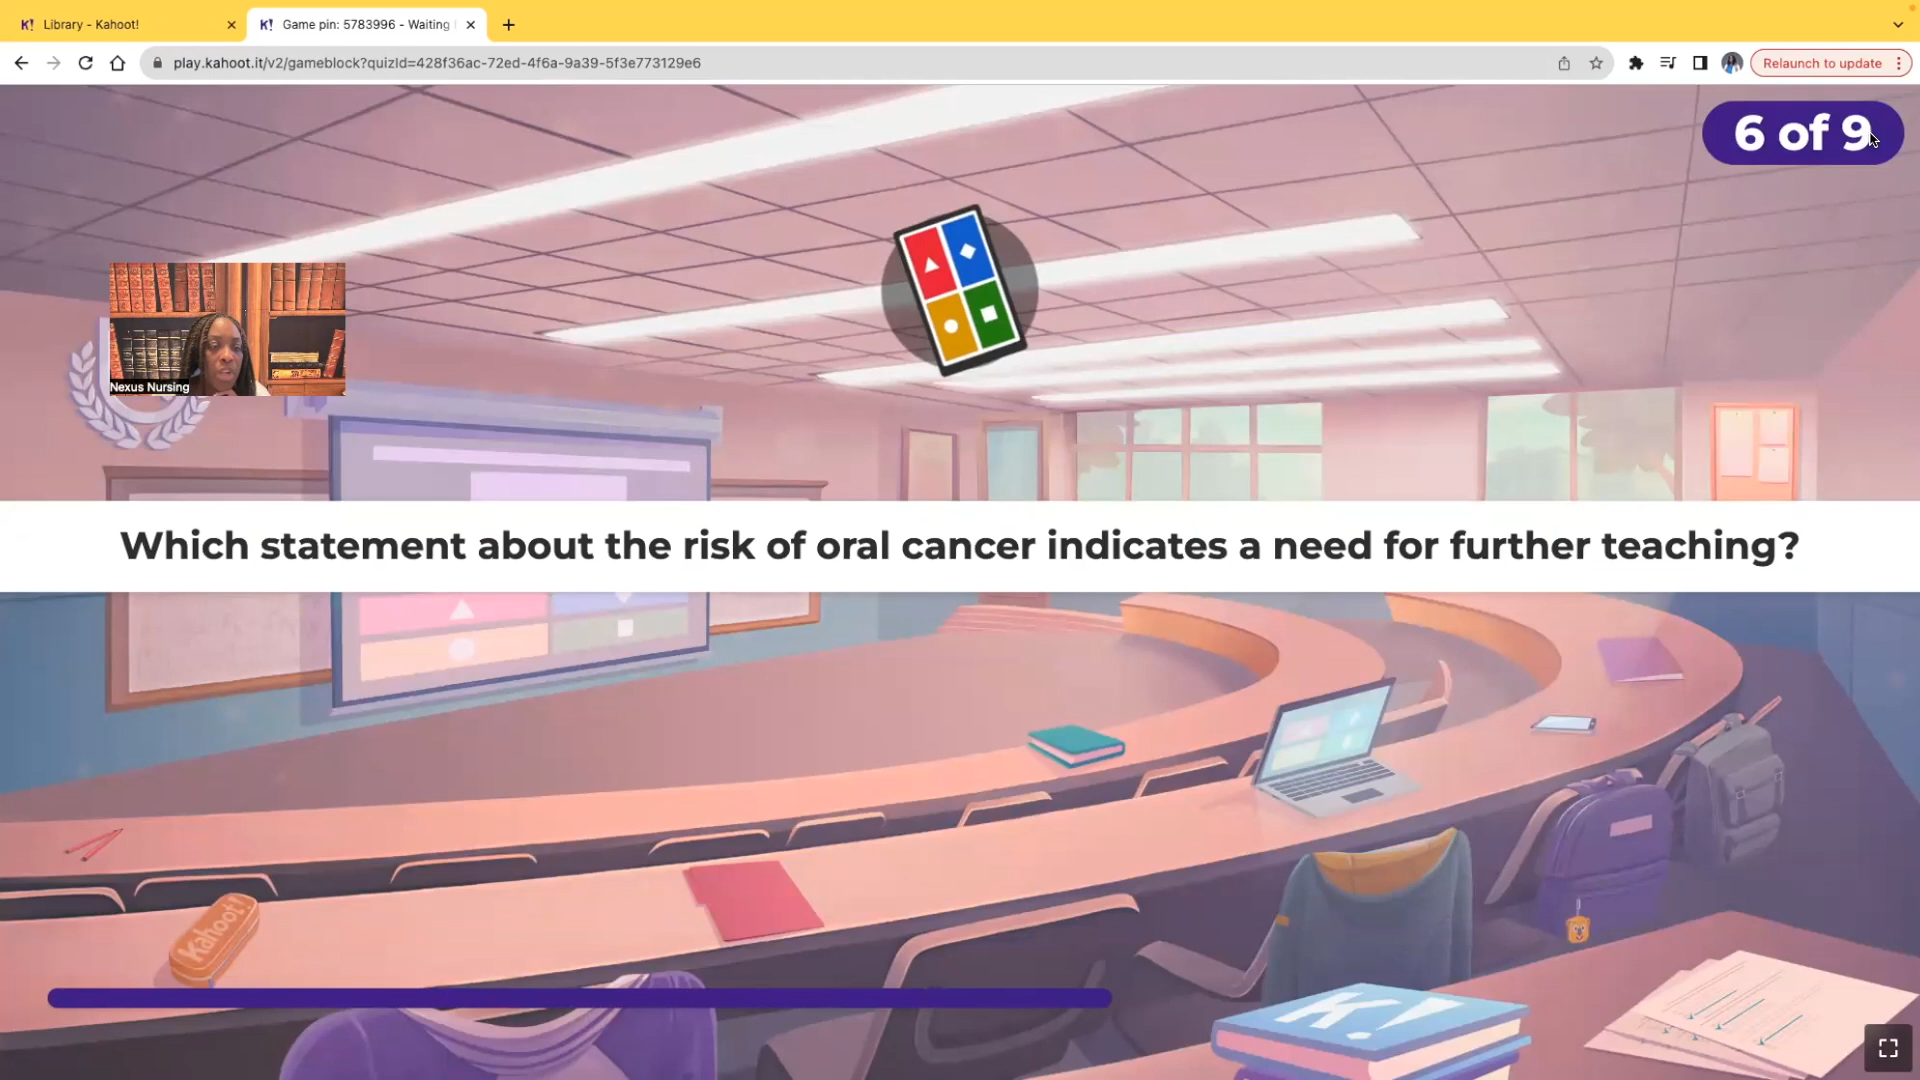 Library - Kahoot!
Game pin: 5783996 - Waiting
play.kahoot.it/v2/gameblock?quizId=428f36ac-72ed-4f6a-9a39-5f3e773129e6
Relaunch to update
6 of 9
Nexus Nursing
Which statement about the risk of oral cancer indicates a need for further teaching?
Kahoot!
K!